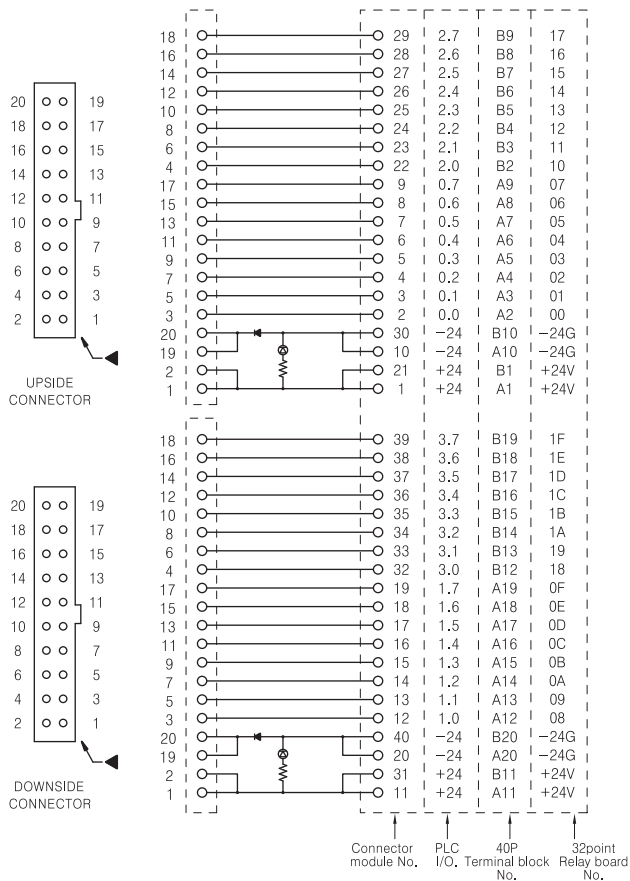 18 29 2.7 B9 17
16 28 2.6 B8 16
14 27 2.5 B7 15
12 26 2.4 B6 14
10 25 2.3 B5 13
8 24 2.2 B4 12
6 23 2.1 B3 11
4 22 2.0 B2 10
17 9 0.7 A9 07
15 8 0.6 A8 06
13 7 0.5 A7 05
11 6 0.4 A6 04
9 5 0.3 A5 03
7 4 0.2 A4 02
5 3 0.1 A3 01
3 2 0.0 A2 00
20 30 −24 B10 −24G
19 10 −24 A10 −24G
2 21 +24 B1 +24V
1 1 +24 A1 +24V
20 19
18 17
16 15
14 13
12 11
10 9
8 7
6 5
4 3
2 1
UPSIDE
CONNECTOR
18 39 3.7 B19 1F
16 38 3.6 B18 1E
14 37 3.5 B17 1D
12 36 3.4 B16 1C
10 35 3.3 B15 1B
8 34 3.2 B14 1A
6 33 3.1 B13 19
4 32 3.0 B12 18
17 19 1.7 A19 0F
15 18 1.6 A18 0E
13 17 1.5 A17 0D
11 16 1.4 A16 0C
9 15 1.3 A15 0B
7 14 1.2 A14 0A
5 13 1.1 A13 09
3 12 1.0 A12 08
20 40 −24 B20 −24G
19 20 −24 A20 −24G
2 31 +24 B11 +24V
1 11 +24 A11 +24V
20 19
18 17
16 15
14 13
12 11
10 9
8 7
6 5
4 3
2 1
DOWNSIDE
CONNECTOR
Connector
module No.
PLC
I/O.
40P
Terminal block
No.
32point
Relay board
No.